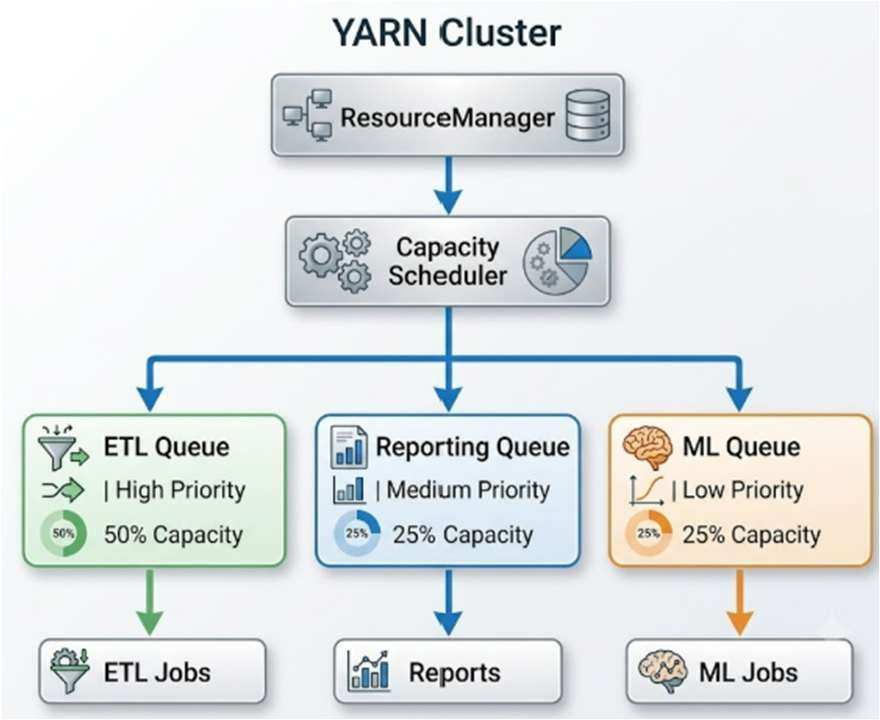 YARN Cluster
ResourceManager
Capacity
Scheduler
ETL Queue
| High Priority
50%
50% Capacity
Reporting Queue
| Medium Priority
25%
25% Capacity
ML Queue
| Low Priority
25%
25% Capacity
ETL Jobs
Reports
ML Jobs